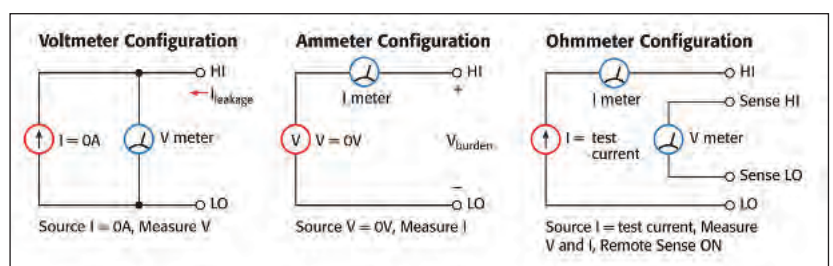 Voltmeter Configuration
HI
I leakage
I = 0A
V meter
LO
Source I = 0A, Measure V
Ammeter Configuration
HI
I meter
+
V V = 0V
V burden
–
LO
Source V = 0V, Measure I
Ohmmeter Configuration
HI
I meter
Sense HI
I = test
current
V meter
Sense LO
LO
Source I = test current, Measure
V and I, Remote Sense ON